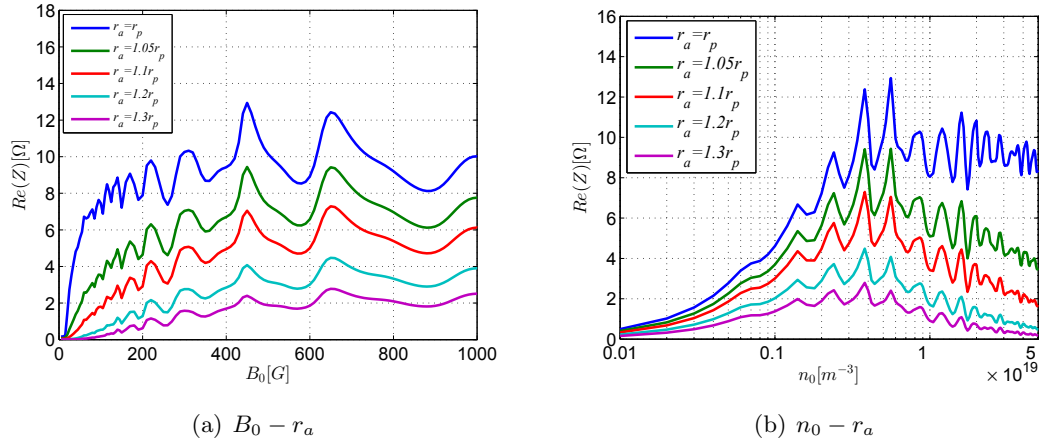 18
16
14
12
10
8
6
4
2
0
Re(Z)[Ω]
r_a=r_p
r_a=1.05r_p
r_a=1.1r_p
r_a=1.2r_p
r_a=1.3r_p
0 200 400 600 800 1000
B_0[G]
(a) B_0 − r_a
16
14
12
10
8
6
4
2
0
Re(Z)[Ω]
r_a=r_p
r_a=1.05r_p
r_a=1.1r_p
r_a=1.2r_p
r_a=1.3r_p
0.01 0.1 1 5
n_0[m^{-3}]
× 10^{19}
(b) n_0 − r_a